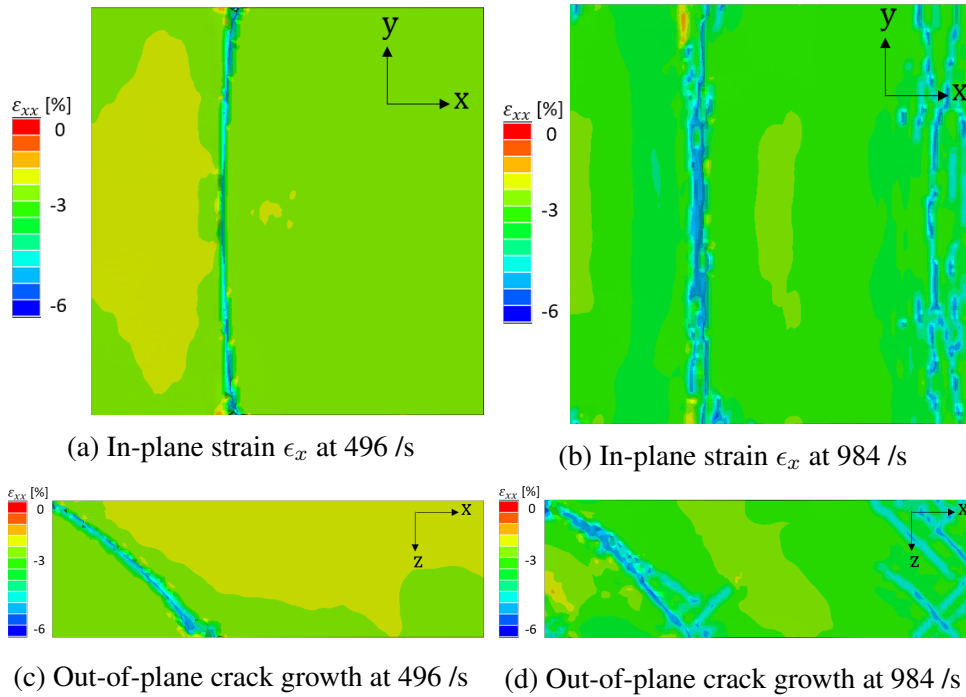 y
x
ε_xx [%]
0
-3
-6
(a) In-plane strain ϵ_x at 496 /s
y
x
ε_xx [%]
0
-3
-6
(b) In-plane strain ϵ_x at 984 /s
ε_xx [%]
0
-3
-6
x
z
(c) Out-of-plane crack growth at 496 /s
ε_xx [%]
0
-3
-6
x
z
(d) Out-of-plane crack growth at 984 /s